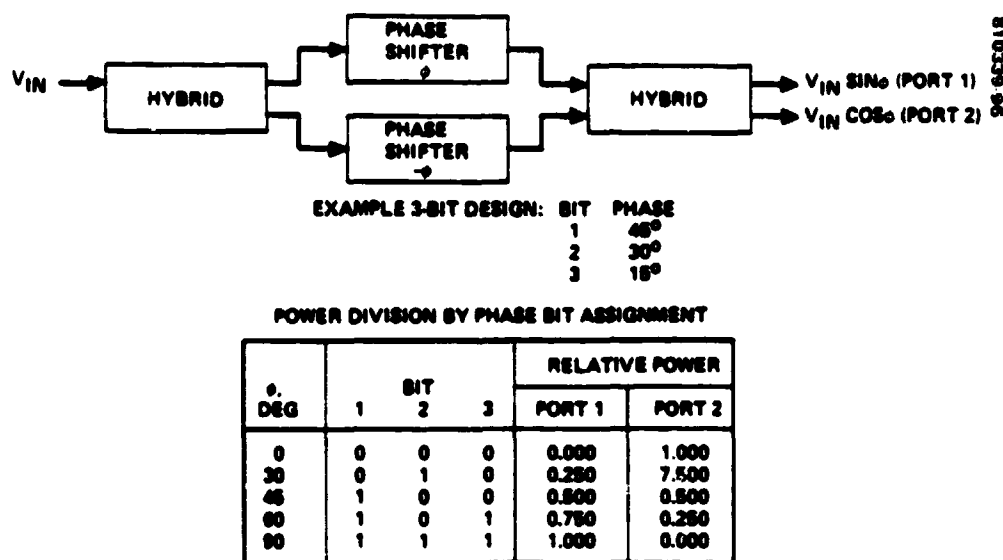 PHASE
SHIFTER
ϕ
V_IN
HYBRID
PHASE
SHIFTER
-ϕ
HYBRID
V_IN SINϕ (PORT 1)
V_IN COSϕ (PORT 2)
EXAMPLE 3-BIT DESIGN: BIT PHASE
1 45°
2 30°
3 15°
POWER DIVISION BY PHASE BIT ASSIGNMENT
ϕ, DEG BIT RELATIVE POWER
1 2 3 PORT 1 PORT 2
0 0 0 0 0.000 1.000
30 0 1 0 0.250 7.500
45 1 0 0 0.500 0.500
60 1 0 1 0.750 0.250
90 1 1 1 1.000 0.000